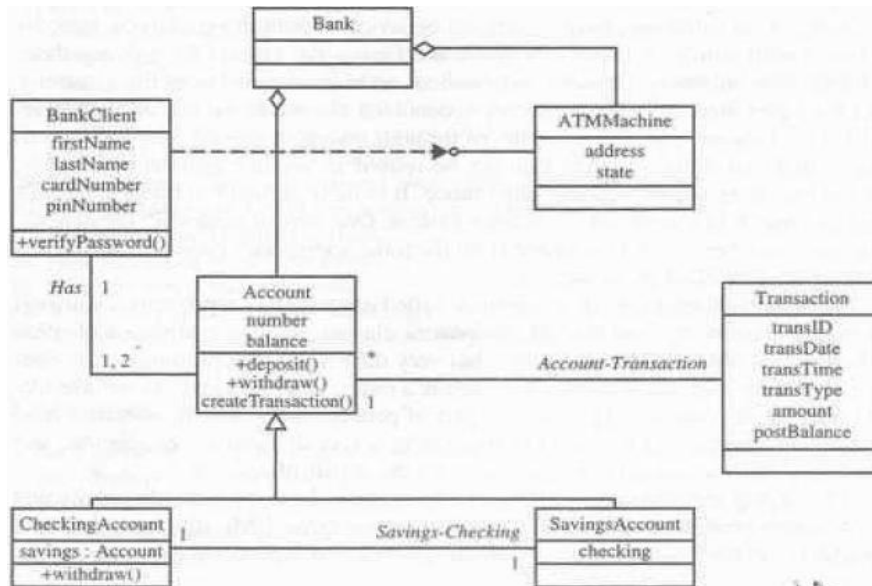 Bank
BankClient
firstName
lastName
cardNumber
pinNumber
+verifyPassword()
ATMMachine
address
state
Has
1
1, 2
Account
number
balance
+deposit()
+withdraw()
createTransaction()
*
1
Account-Transaction
Transaction
transID
transDate
transTime
transType
amount
postBalance
CheckingAccount
savings : Account
+withdraw()
1
Savings-Checking
1
SavingsAccount
checking